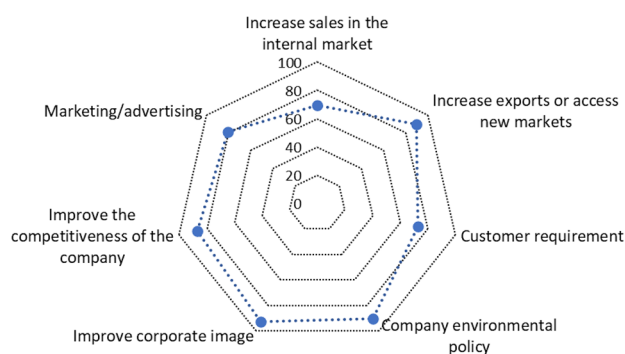 Increase sales in the
internal market
100
80
60
40
20
0
Increase exports or access
new markets
Customer requirement
Company environmental
policy
Improve corporate image
Improve the
competitiveness of the
company
Marketing/advertising